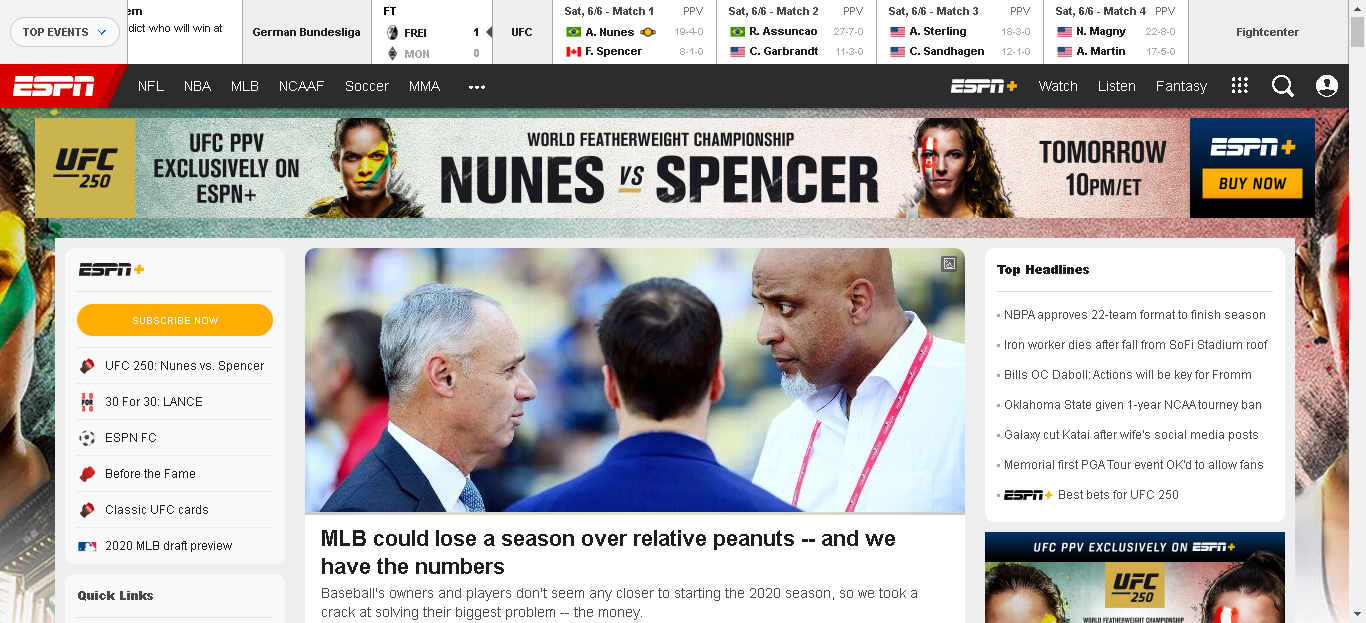 TOP EVENTS
ern
dict who will win at
German Bundesliga
FT
FREI 1
MON 0
UFC
Sat, 6/6 - Match 1 PPV
A. Nunes 19-4-0
F. Spencer 8-1-0
Sat, 6/6 - Match 2 PPV
R. Assuncao 27-7-0
C. Garbrandt 11-3-0
Sat, 6/6 - Match 3 PPV
A. Sterling 18-3-0
C. Sandhagen 12-1-0
Sat, 6/6 - Match 4 PPV
N. Magny 22-8-0
A. Martin 17-5-0
Fightcenter
ESPN NFL NBA MLB NCAAF Soccer MMA ESPN+ Watch Listen Fantasy
UFC
250
UFC PPV
EXCLUSIVELY ON
ESPN+
WORLD FEATHERWEIGHT CHAMPIONSHIP
NUNES VS SPENCER
TOMORROW
10PM/ET
ESPN+
BUY NOW
ESPN+
SUBSCRIBE NOW
UFC 250: Nunes vs. Spencer
30 FOR 30
30 For 30: LANCE
ESPN FC
Before the Fame
Classic UFC cards
2020 MLB draft preview
Quick Links
MLB could lose a season over relative peanuts -- and we
have the numbers
Baseball's owners and players don't seem any closer to starting the 2020 season, so we took a
crack at solving their biggest problem -- the money.
Top Headlines
NBPA approves 22-team format to finish season
Iron worker dies after fall from SoFi Stadium roof
Bills OC Daboll: Actions will be key for Fromm
Oklahoma State given 1-year NCAA tourney ban
Galaxy cut Katai after wife's social media posts
Memorial first PGA Tour event OK'd to allow fans
ESPN+ Best bets for UFC 250
UFC PPV EXCLUSIVELY ON ESPN+
UFC
250
WORLD FEATHERWEIGHT CHAMPIONSHIP